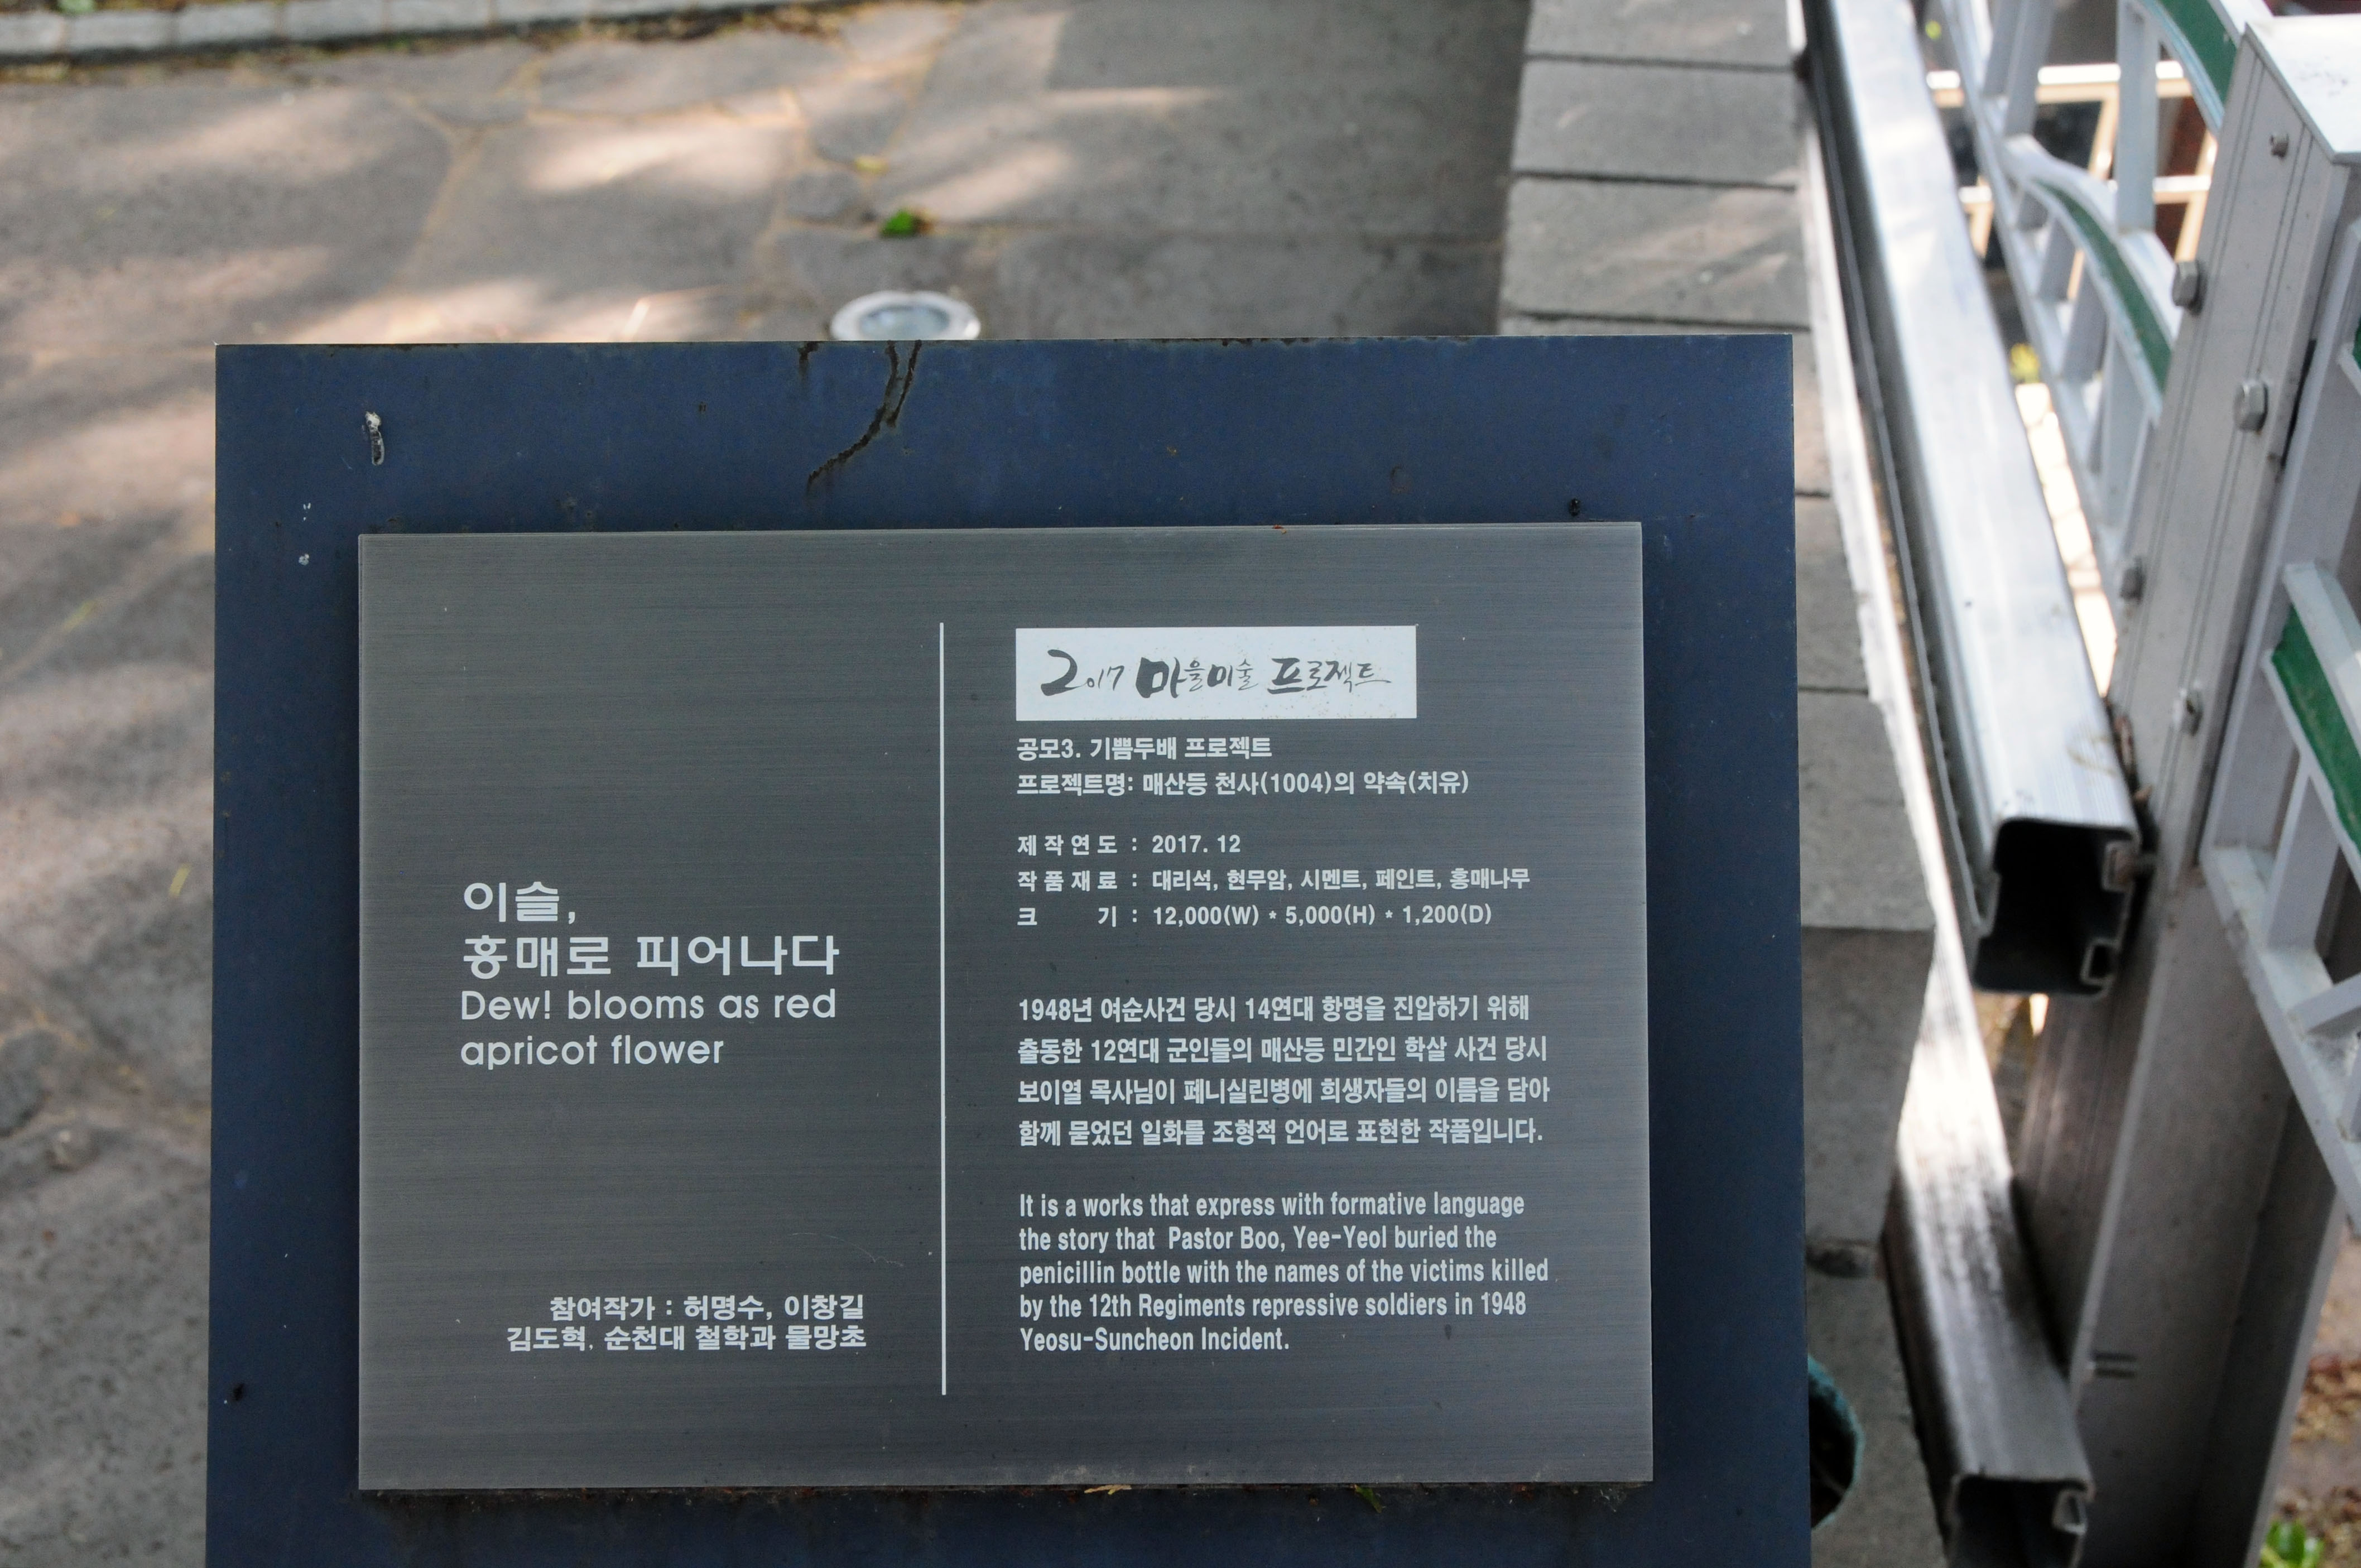 이슬,
홍매로 피어나다
Dew! blooms as red
apricot flower
참여작가 : 허명수, 이창길
김도혁, 순천대 철학과 물망초
2017 마을미술 프로젝트
공모3. 기쁨두배 프로젝트
프로젝트명: 매산등 천사(1004)의 약속(치유)
제작연도 : 2017. 12
작품재료 : 대리석, 현무암, 시멘트, 페인트, 홍매나무
크 기 : 12,000(W) * 5,000(H) * 1,200(D)
1948년 여순사건 당시 14연대 항명을 진압하기 위해
출동한 12연대 군인들의 매산등 민간인 학살 사건 당시
보이열 목사님이 페니실린병에 희생자들의 이름을 담아
함께 묻었던 일화를 조형적 언어로 표현한 작품입니다.
It is a works that express with formative language
the story that Pastor Boo, Yee-Yeol buried the
penicillin bottle with the names of the victims killed
by the 12th Regiments repressive soldiers in 1948
Yeosu-Suncheon Incident.